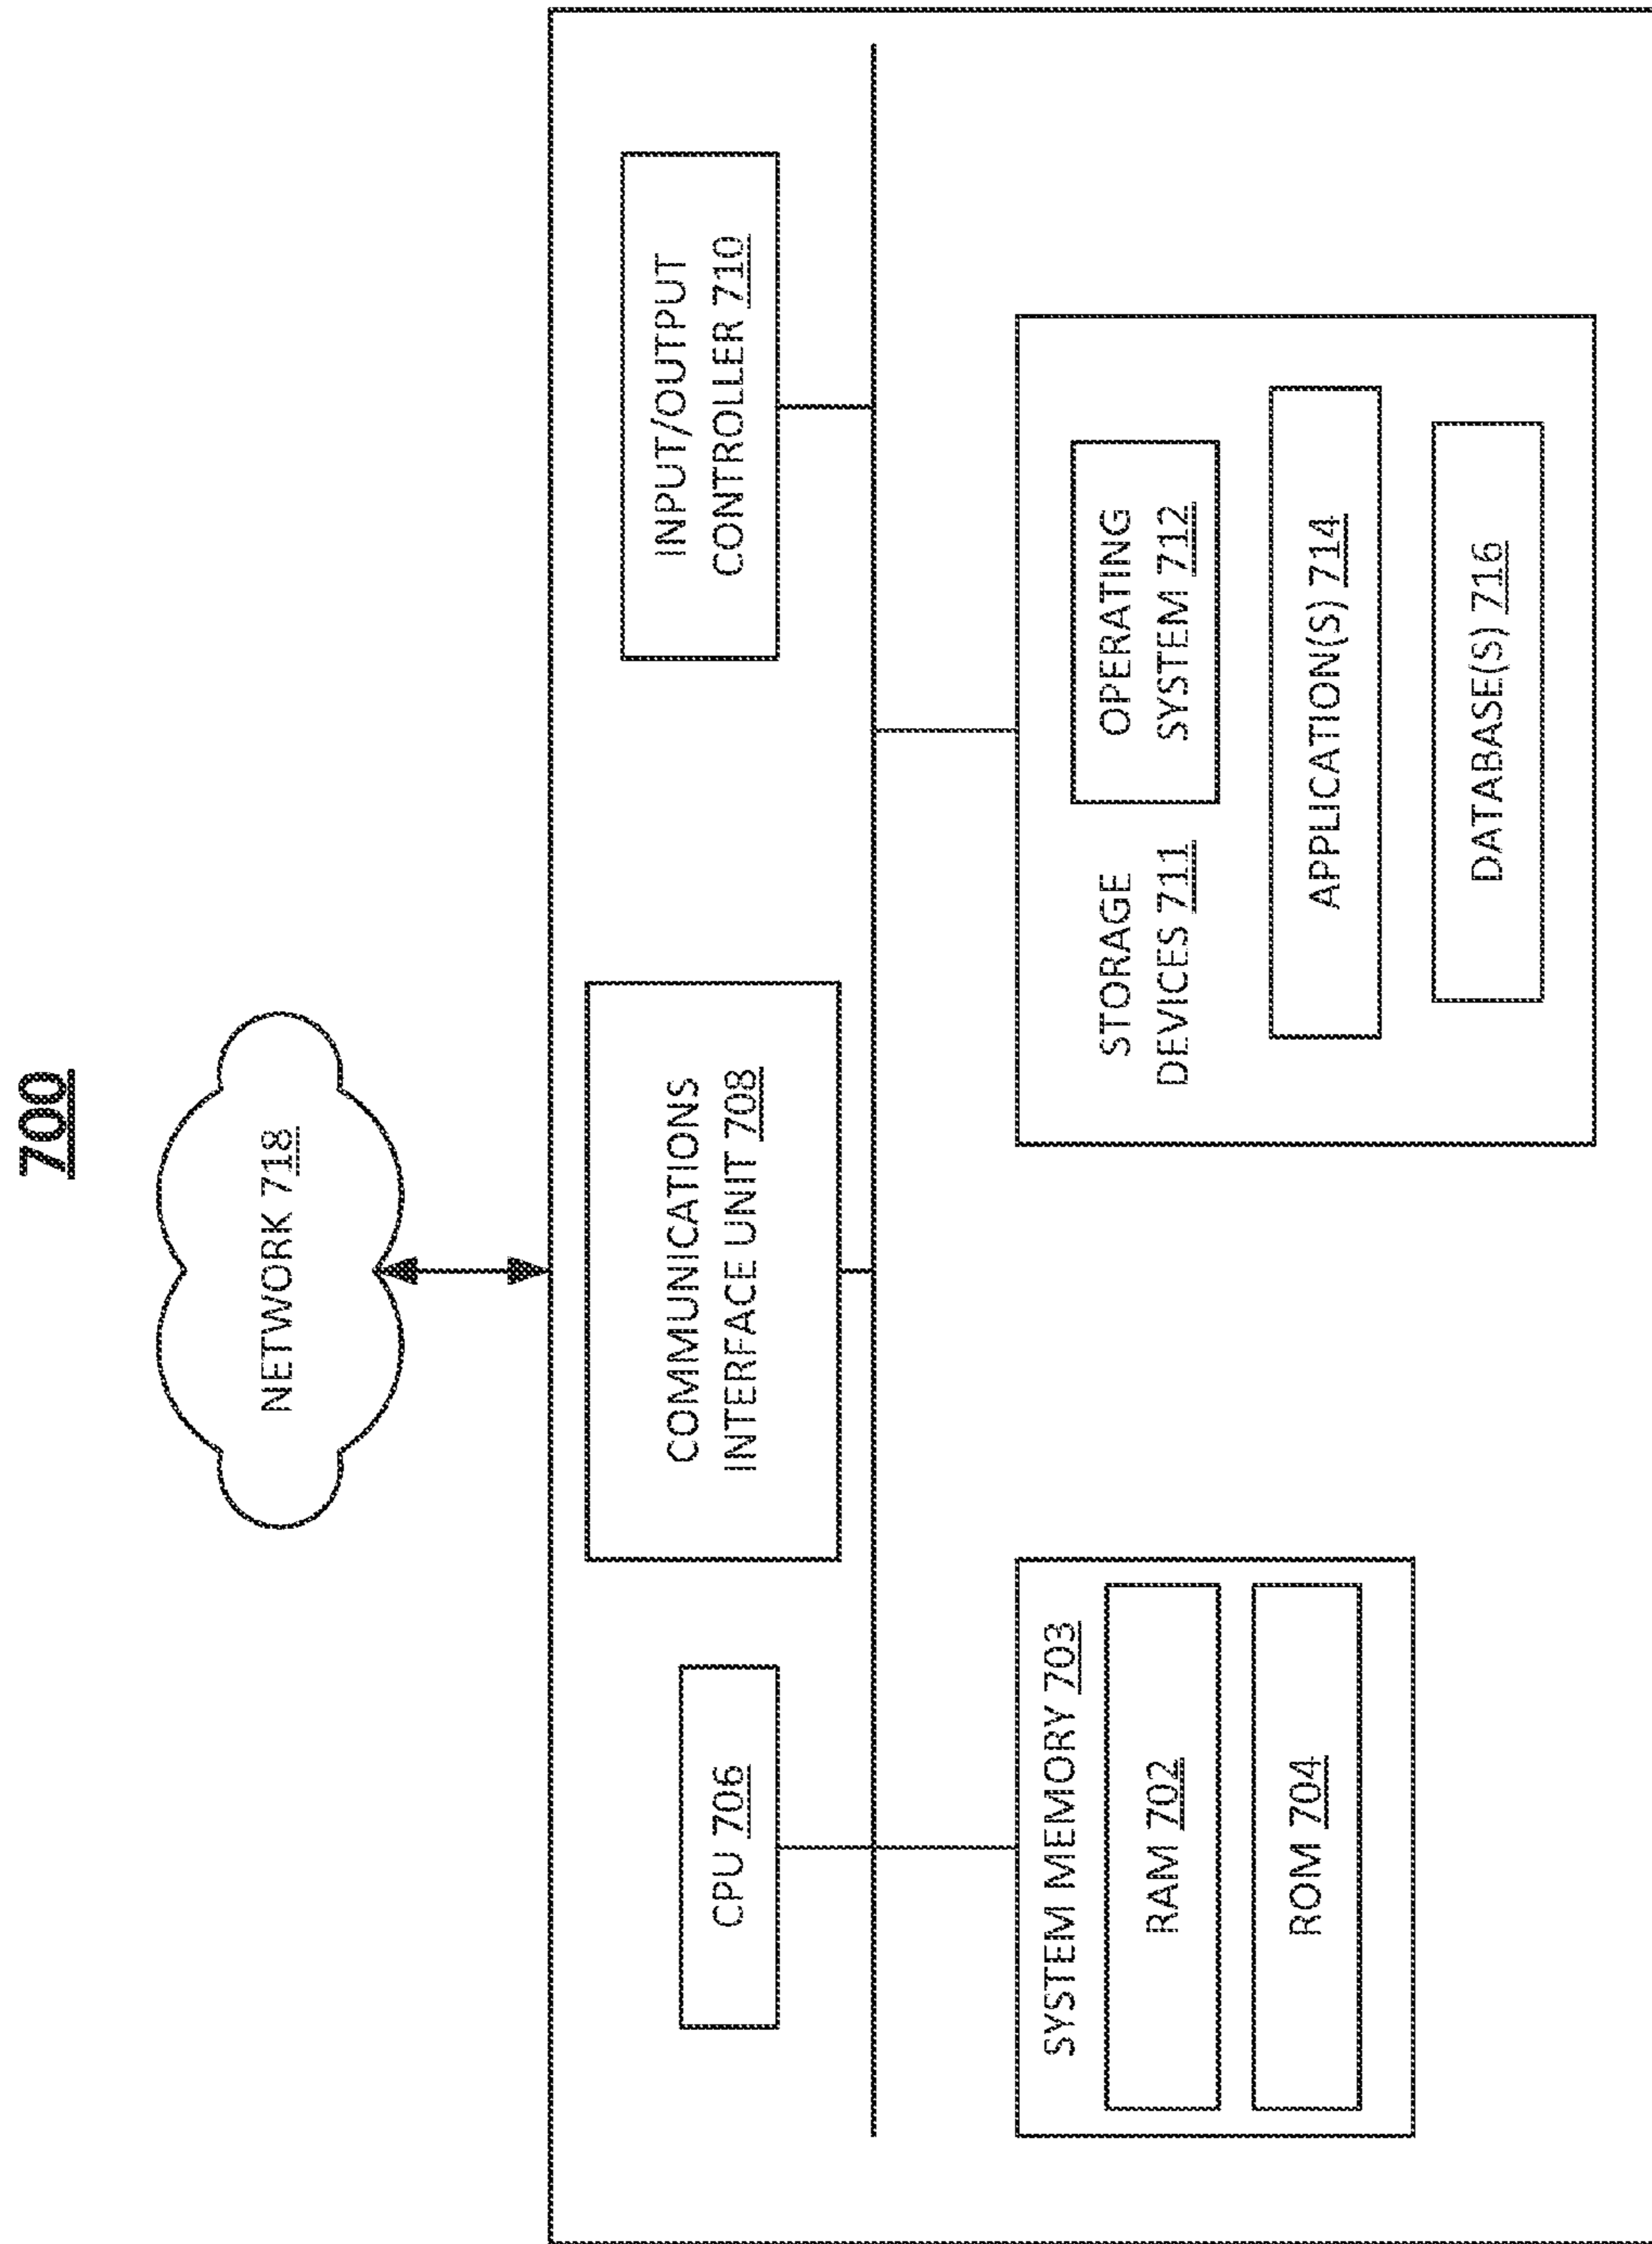 700
NETWORK 718
CPU 706
COMMUNICATIONS
INTERFACE UNIT 708
INPUT/OUTPUT
CONTROLLER 710
SYSTEM MEMORY 703
RAM 702
ROM 704
STORAGE
DEVICES 711
OPERATING
SYSTEM 712
APPLICATION(S) 714
DATABASE(S) 716